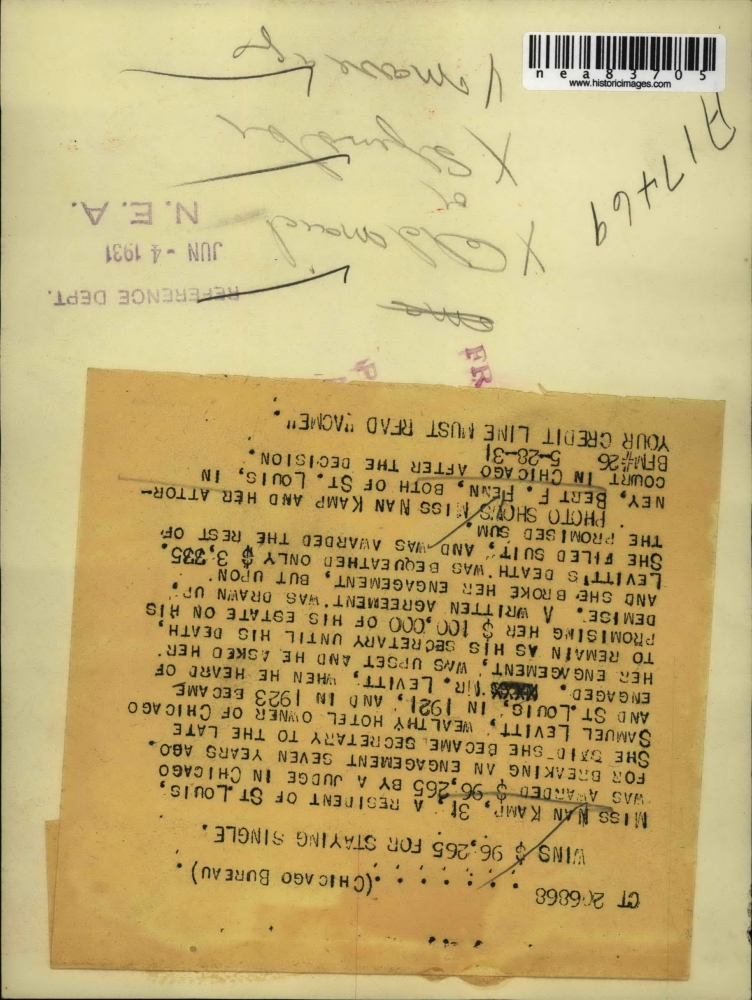 nea83705
www.historicimages.com
A17469
X Old maid
REFERENCE DEPT.
JUN - 4 1931
N. E. A.
CT 206868
(CHICAGO BUREAU)
WINS $ 96,265 FOR STAYING SINGLE.
MISS NAN KAMP, 31, A RESIDENT OF ST. LOUIS,
WAS AWARDED $ 96,265 BY A JUDGE IN CHICAGO
FOR BREAKING AN ENGAGEMENT SEVEN YEARS AGO.
SHE SAID SHE BECAME SECRETARY TO THE LATE
SAMUEL LEVITT, WEALTHY HOTEL OWNER OF CHICAGO
AND ST. LOUIS, IN 1921, AND IN 1923 BECAME
ENGAGED. MR. LEVITT, WHEN HE HEARD OF
HER ENGAGEMENT, WAS UPSET AND HE ASKED HER
TO REMAIN AS HIS SECRETARY UNTIL HIS DEATH,
PROMISING HER $ 100,000 OF HIS ESTATE ON HIS
DEMISE. A WRITTEN AGREEMENT WAS DRAWN UP
AND SHE BROKE HER ENGAGEMENT, BUT UPON
LEVITT'S DEATH WAS BEQUEATHED ONLY $ 3,335.
SHE FILED SUIT, AND WAS AWARDED THE REST OF
THE PROMISED SUM.
PHOTO SHOWS MISS NAN KAMP AND HER ATTOR-
NEY, BERT F. FENN, BOTH OF ST. LOUIS, IN
COURT IN CHICAGO AFTER THE DECISION.
BFM#26 5-28-31
YOUR CREDIT LINE MUST READ "ACME".